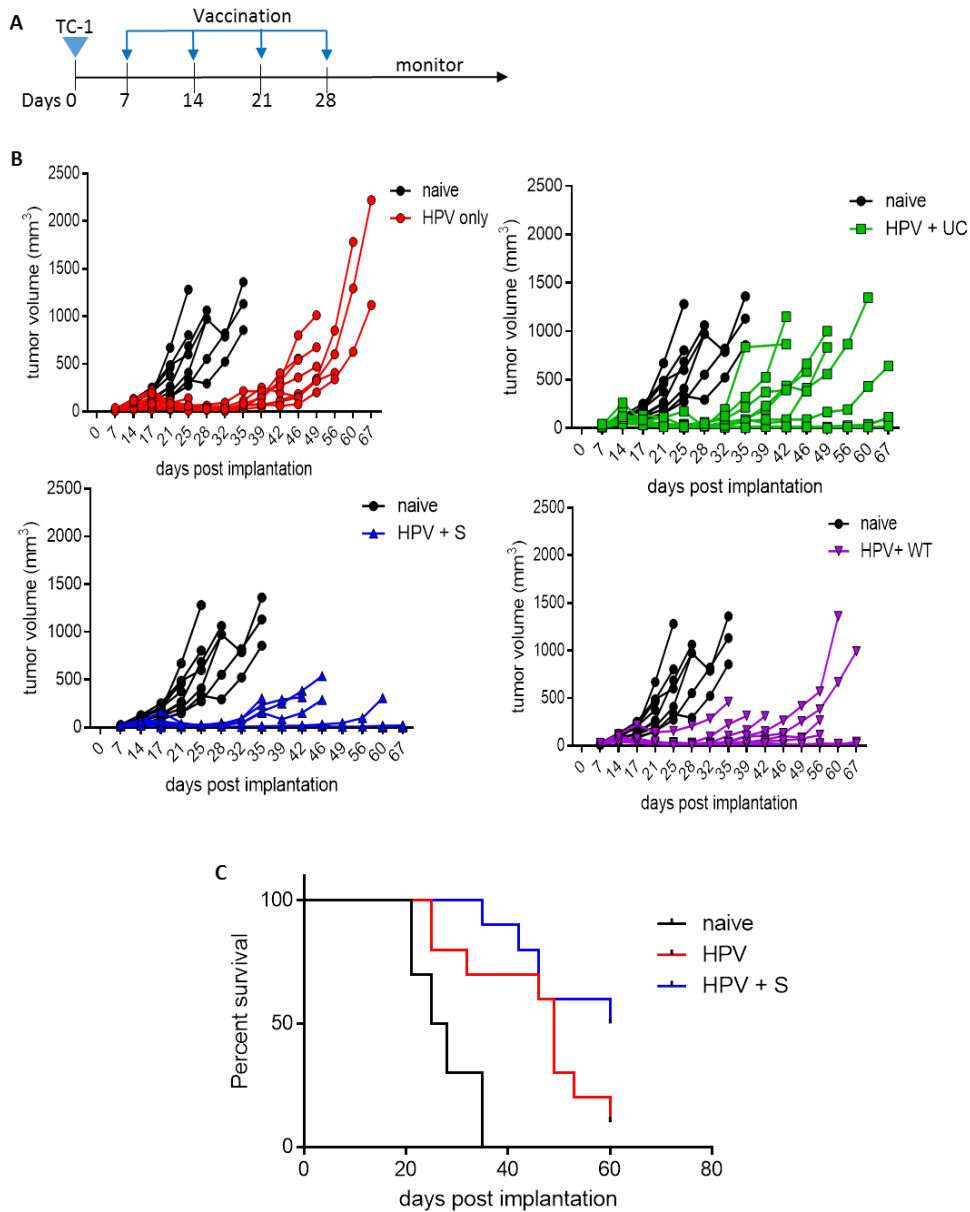 A
TC-1
Vaccination
monitor
Days 0 7 14 21 28
B
2500
2000
1500
1000
500
0
tumor volume (mm3)
naive
HPV only
0 7 14 17 21 25 28 32 35 39 42 46 49 56 60 67
days post implantation
2500
2000
1500
1000
500
0
tumor volume (mm3)
naive
HPV + UC
0 7 14 17 21 25 28 32 35 39 42 46 49 56 60 67
days post implantation
2500
2000
1500
1000
500
0
tumor volume (mm3)
naive
HPV + S
0 7 14 17 21 25 28 32 35 39 42 46 49 56 60 67
days post implantation
2500
2000
1500
1000
500
0
tumor volume (mm3)
naive
HPV+ WT
0 7 14 17 21 25 28 32 35 39 42 46 49 56 60 67
days post implantation
C
100
50
0
Percent survival
naive
HPV
HPV + S
0 20 40 60 80
days post implantation